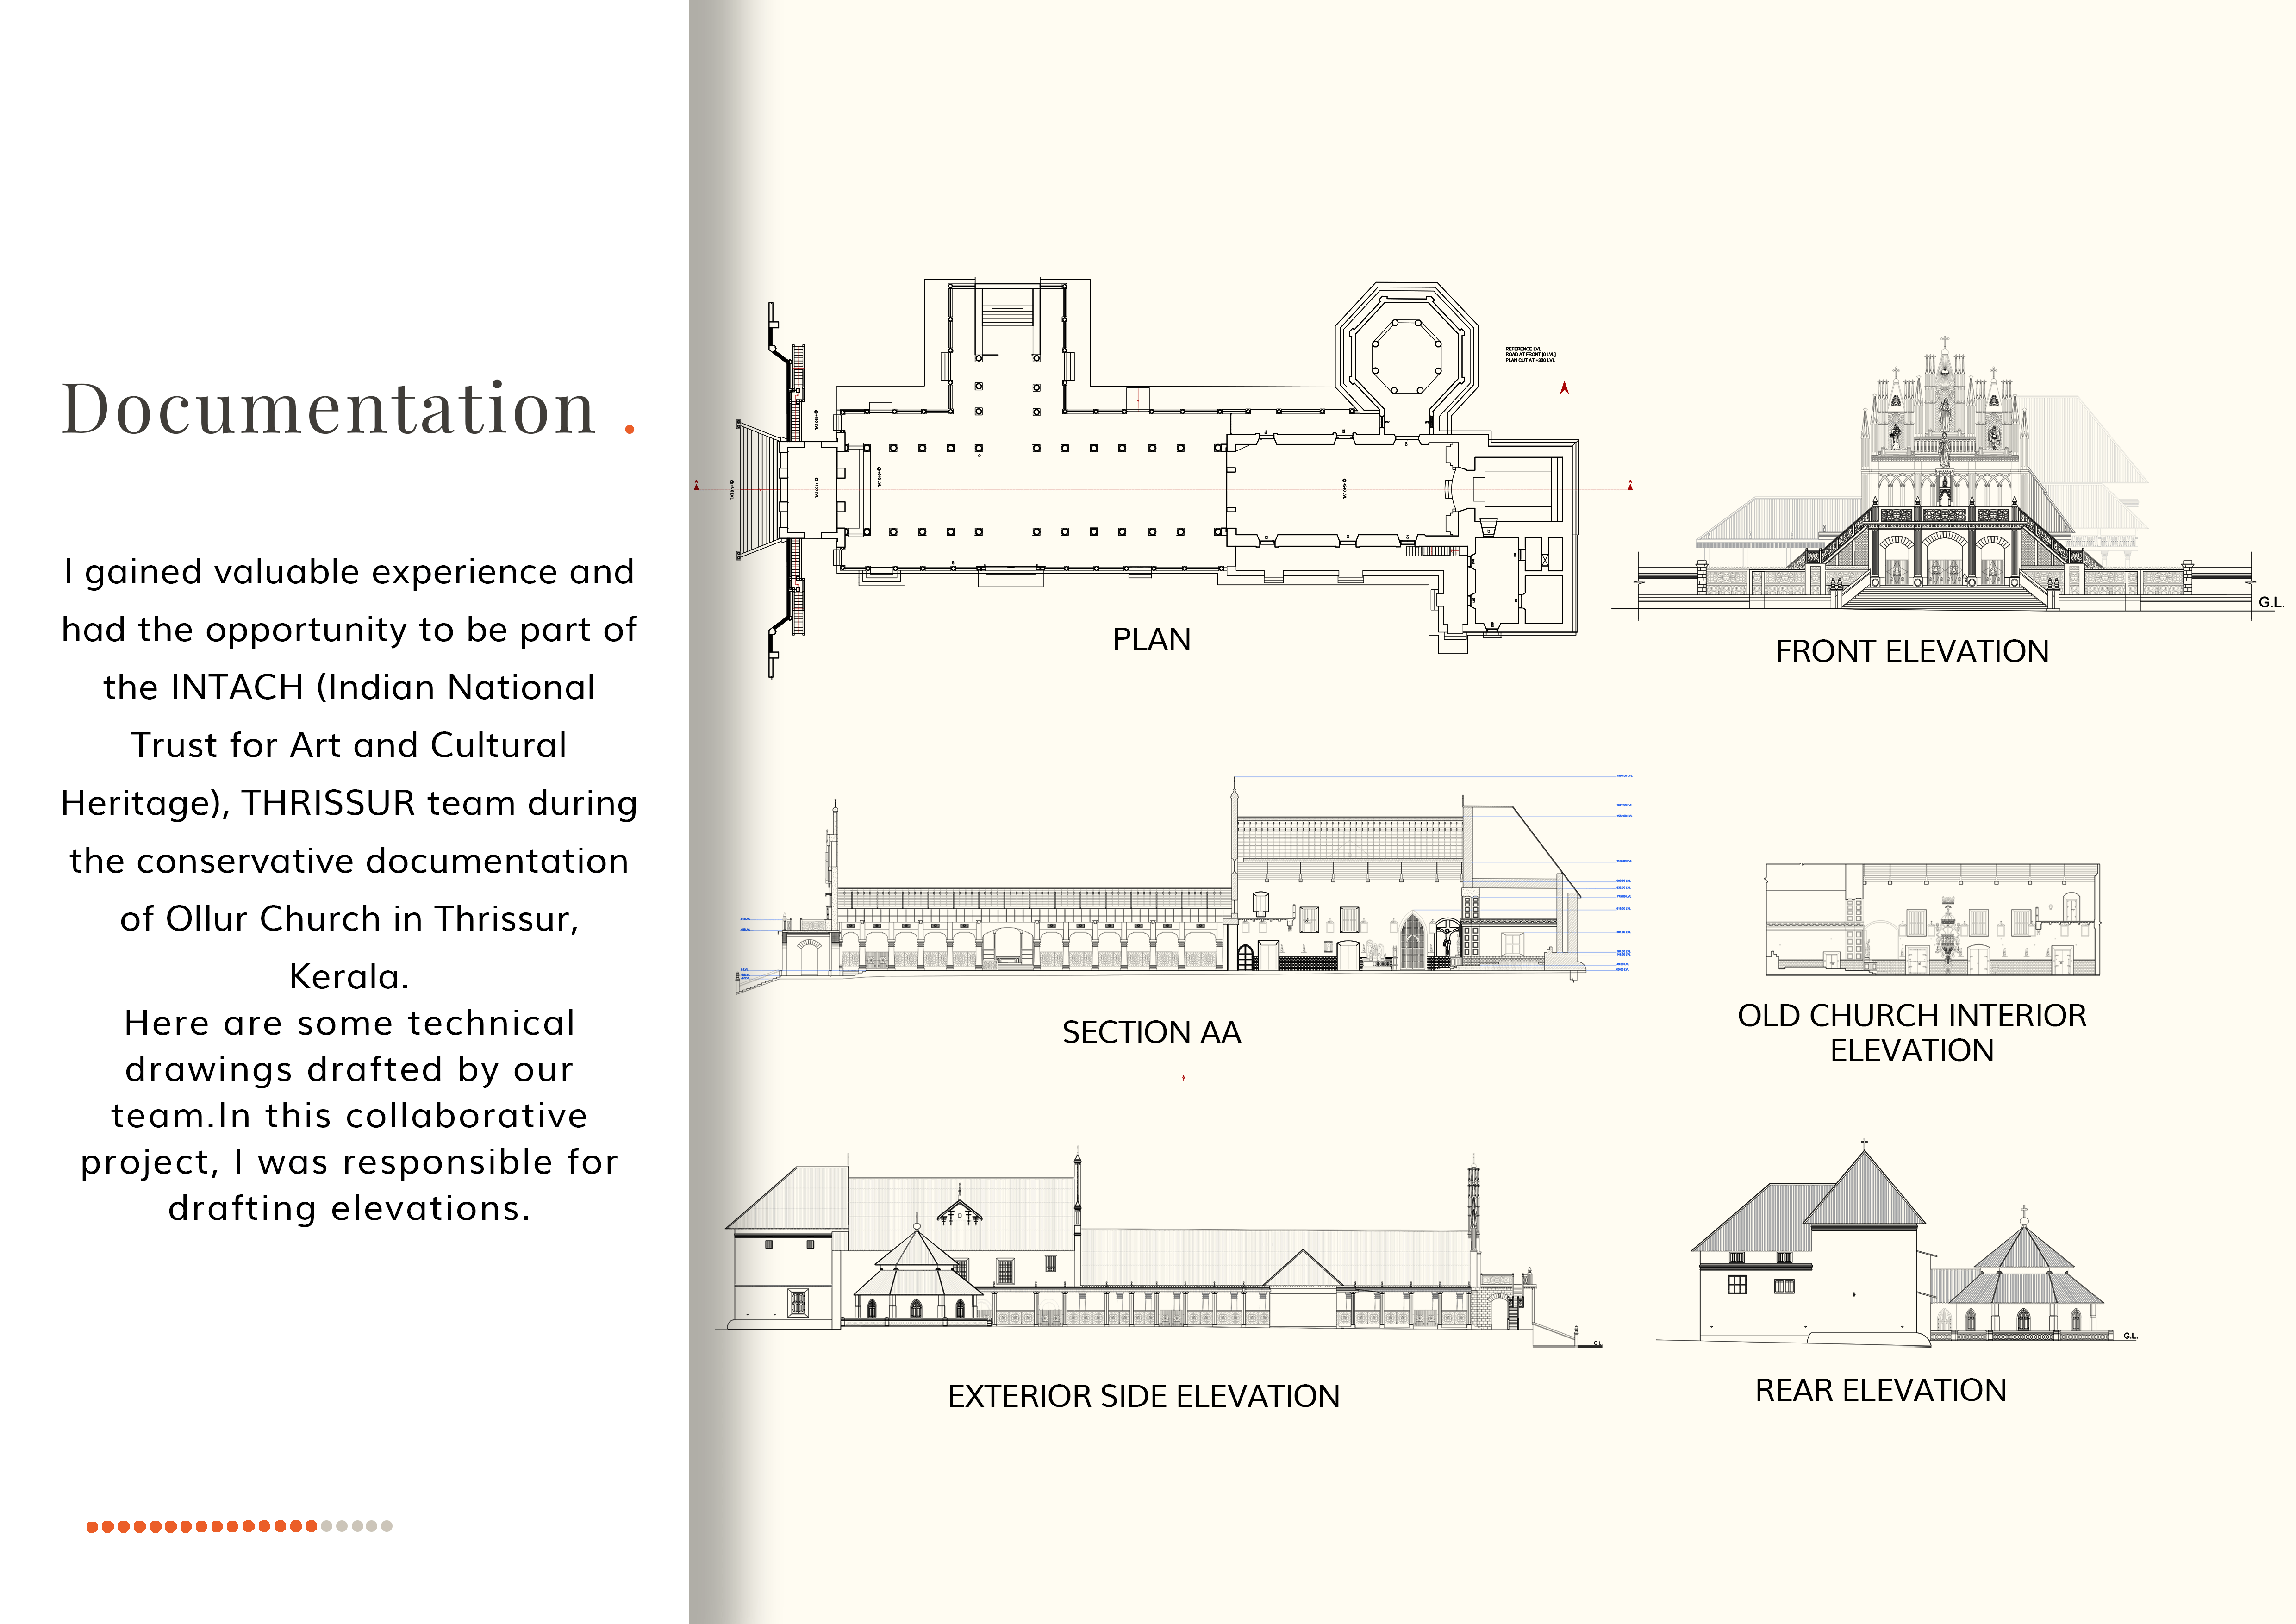 Documentation .
I gained valuable experience and
had the opportunity to be part of
the INTACH (Indian National
Trust for Art and Cultural
Heritage), THRISSUR team during
the conservative documentation
of Ollur Church in Thrissur,
Kerala.
Here are some technical
drawings drafted by our
team.In this collaborative
project, I was responsible for
drafting elevations.
REFERENCE LVL
ROAD AT FRONT [0 LVL]
PLAN CUT AT +300 LVL
PLAN
G.L.
FRONT ELEVATION
SECTION AA
OLD CHURCH INTERIOR
ELEVATION
G.L.
EXTERIOR SIDE ELEVATION
G.L.
REAR ELEVATION